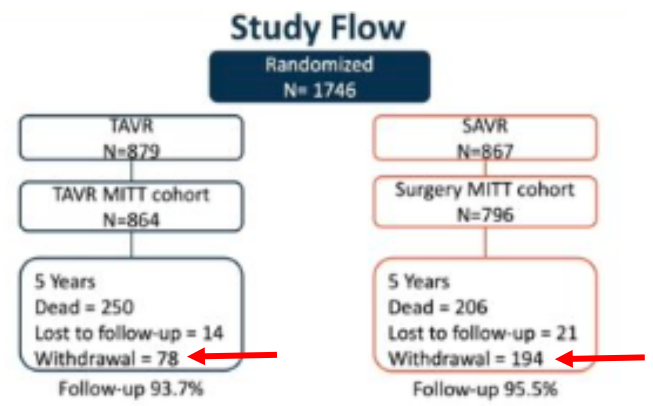 Study Flow
Randomized
N= 1746
TAVR
N=879
TAVR MITT cohort
N=864
5 Years
Dead = 250
Lost to follow-up = 14
Withdrawal = 78
Follow-up 93.7%
SAVR
N=867
Surgery MITT cohort
N=796
5 Years
Dead = 206
Lost to follow-up = 21
Withdrawal = 194
Follow-up 95.5%